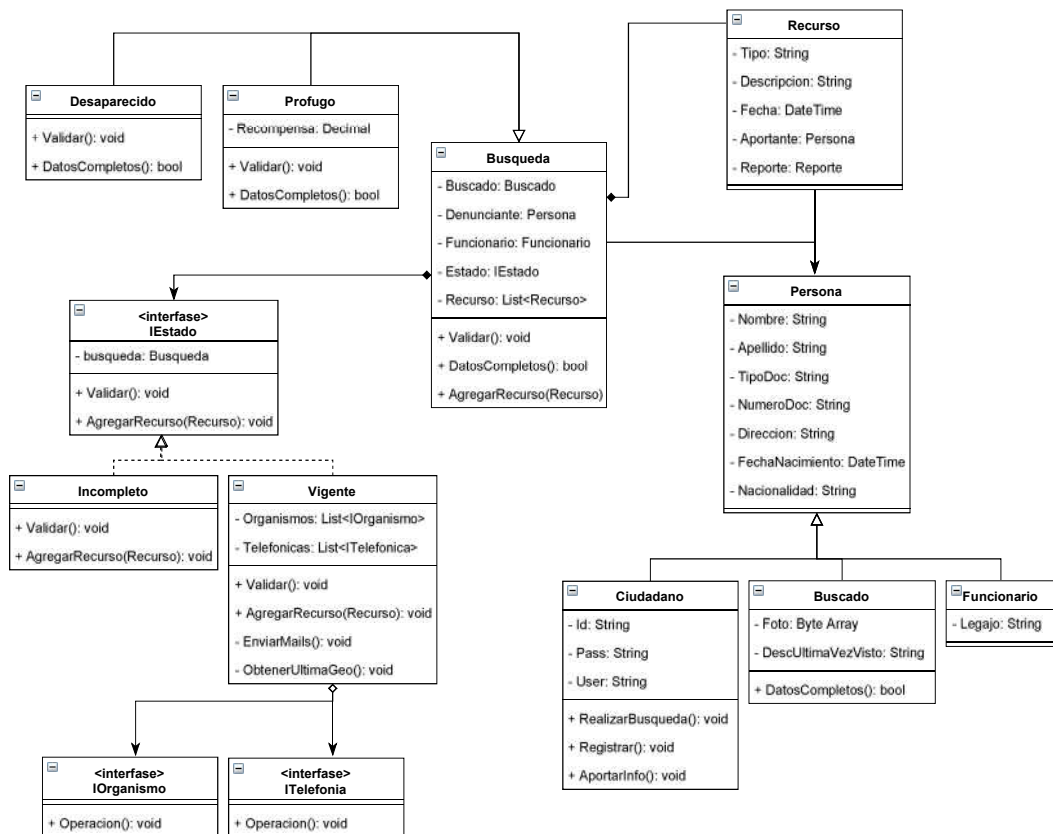 Recurso
- Tipo: String
- Descripcion: String
- Fecha: DateTime
- Aportante: Persona
- Reporte: Reporte
Desaparecido
+ Validar(): void
+ DatosCompletos(): bool
Profugo
- Recompensa: Decimal
+ Validar(): void
+ DatosCompletos(): bool
Busqueda
- Buscado: Buscado
- Denunciante: Persona
- Funcionario: Funcionario
- Estado: IEstado
- Recurso: List<Recurso>
+ Validar(): void
+ DatosCompletos(): bool
+ AgregarRecurso(Recurso)
Persona
- Nombre: String
- Apellido: String
- TipoDoc: String
- NumeroDoc: String
- Direccion: String
- FechaNacimiento: DateTime
- Nacionalidad: String
<interfase>
IEstado
- busqueda: Busqueda
+ Validar(): void
+ AgregarRecurso(Recurso): void
Incompleto
+ Validar(): void
+ AgregarRecurso(Recurso): void
Vigente
- Organismos: List<IOrganismo>
- Telefonicas: List<ITelefonica>
+ Validar(): void
+ AgregarRecurso(Recurso): void
- EnviarMails(): void
- ObtenerUltimaGeo(): void
Ciudadano
- Id: String
- Pass: String
- User: String
+ RealizarBusqueda(): void
+ Registrar(): void
+ AportarInfo(): void
Buscado
- Foto: Byte Array
- DescUltimaVezVisto: String
+ DatosCompletos(): bool
Funcionario
- Legajo: String
<interfase>
IOrganismo
+ Operacion(): void
<interfase>
ITelefonia
+ Operacion(): void